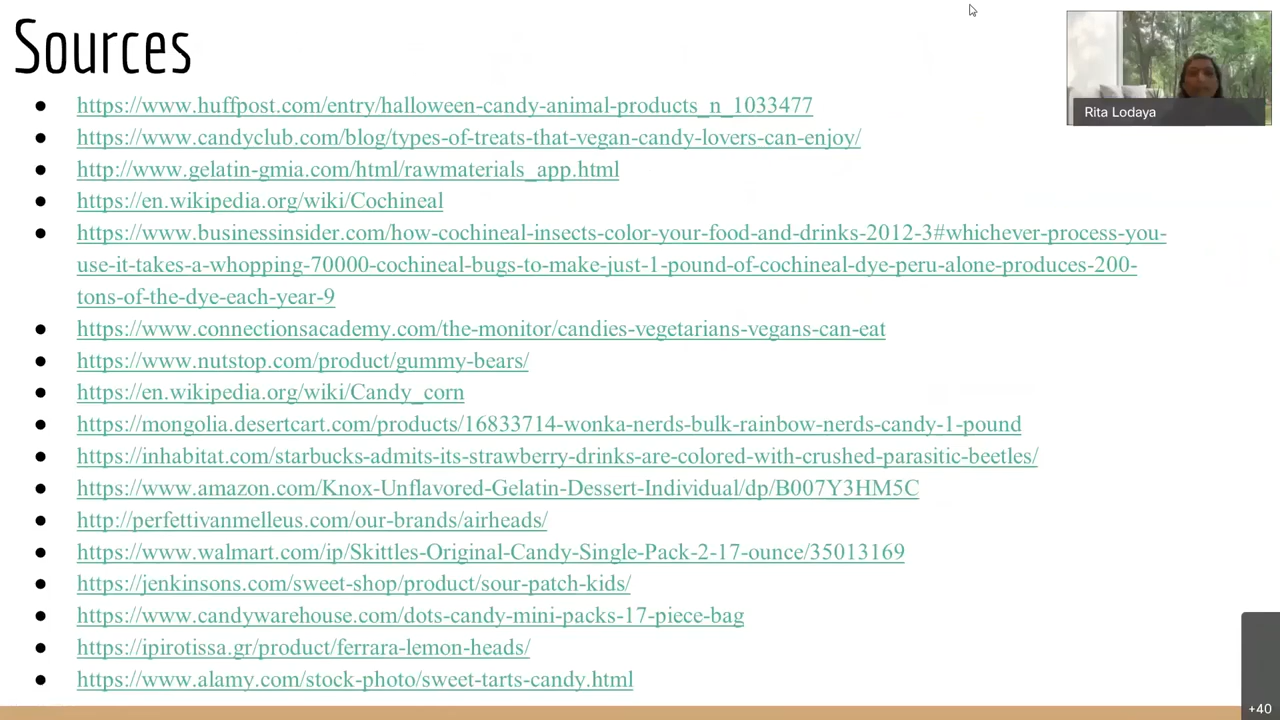 Sources
https://www.huffpost.com/entry/halloween-candy-animal-products_n_1033477
https://www.candyclub.com/blog/types-of-treats-that-vegan-candy-lovers-can-enjoy/
http://www.gelatin-gmia.com/html/rawmaterials_app.html
https://en.wikipedia.org/wiki/Cochineal
https://www.businessinsider.com/how-cochineal-insects-color-your-food-and-drinks-2012-3#whichever-process-you-
use-it-takes-a-whopping-70000-cochineal-bugs-to-make-just-1-pound-of-cochineal-dye-peru-alone-produces-200-
tons-of-the-dye-each-year-9
https://www.connectionsacademy.com/the-monitor/candies-vegetarians-vegans-can-eat
https://www.nutstop.com/product/gummy-bears/
https://en.wikipedia.org/wiki/Candy_corn
https://mongolia.desertcart.com/products/16833714-wonka-nerds-bulk-rainbow-nerds-candy-1-pound
https://inhabitat.com/starbucks-admits-its-strawberry-drinks-are-colored-with-crushed-parasitic-beetles/
https://www.amazon.com/Knox-Unflavored-Gelatin-Dessert-Individual/dp/B007Y3HM5C
http://perfettivanmelleus.com/our-brands/airheads/
https://www.walmart.com/ip/Skittles-Original-Candy-Single-Pack-2-17-ounce/35013169
https://jenkinsons.com/sweet-shop/product/sour-patch-kids/
https://www.candywarehouse.com/dots-candy-mini-packs-17-piece-bag
https://ipirotissa.gr/product/ferrara-lemon-heads/
https://www.alamy.com/stock-photo/sweet-tarts-candy.html
Rita Lodaya
+40